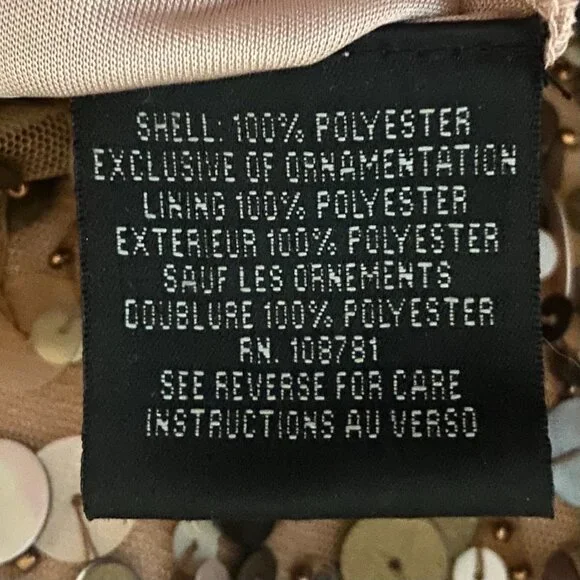 SHELL: 100% POLYESTER
EXCLUSIVE OF ORNAMENTATION
LINING 100% POLYESTER
EXTERIEUR 100% POLYESTER
SAUF LES ORNEMENTS
DOUBLURE 100% POLYESTER
RN. 108781
SEE REVERSE FOR CARE
INSTRUCTIONS AU VERSO